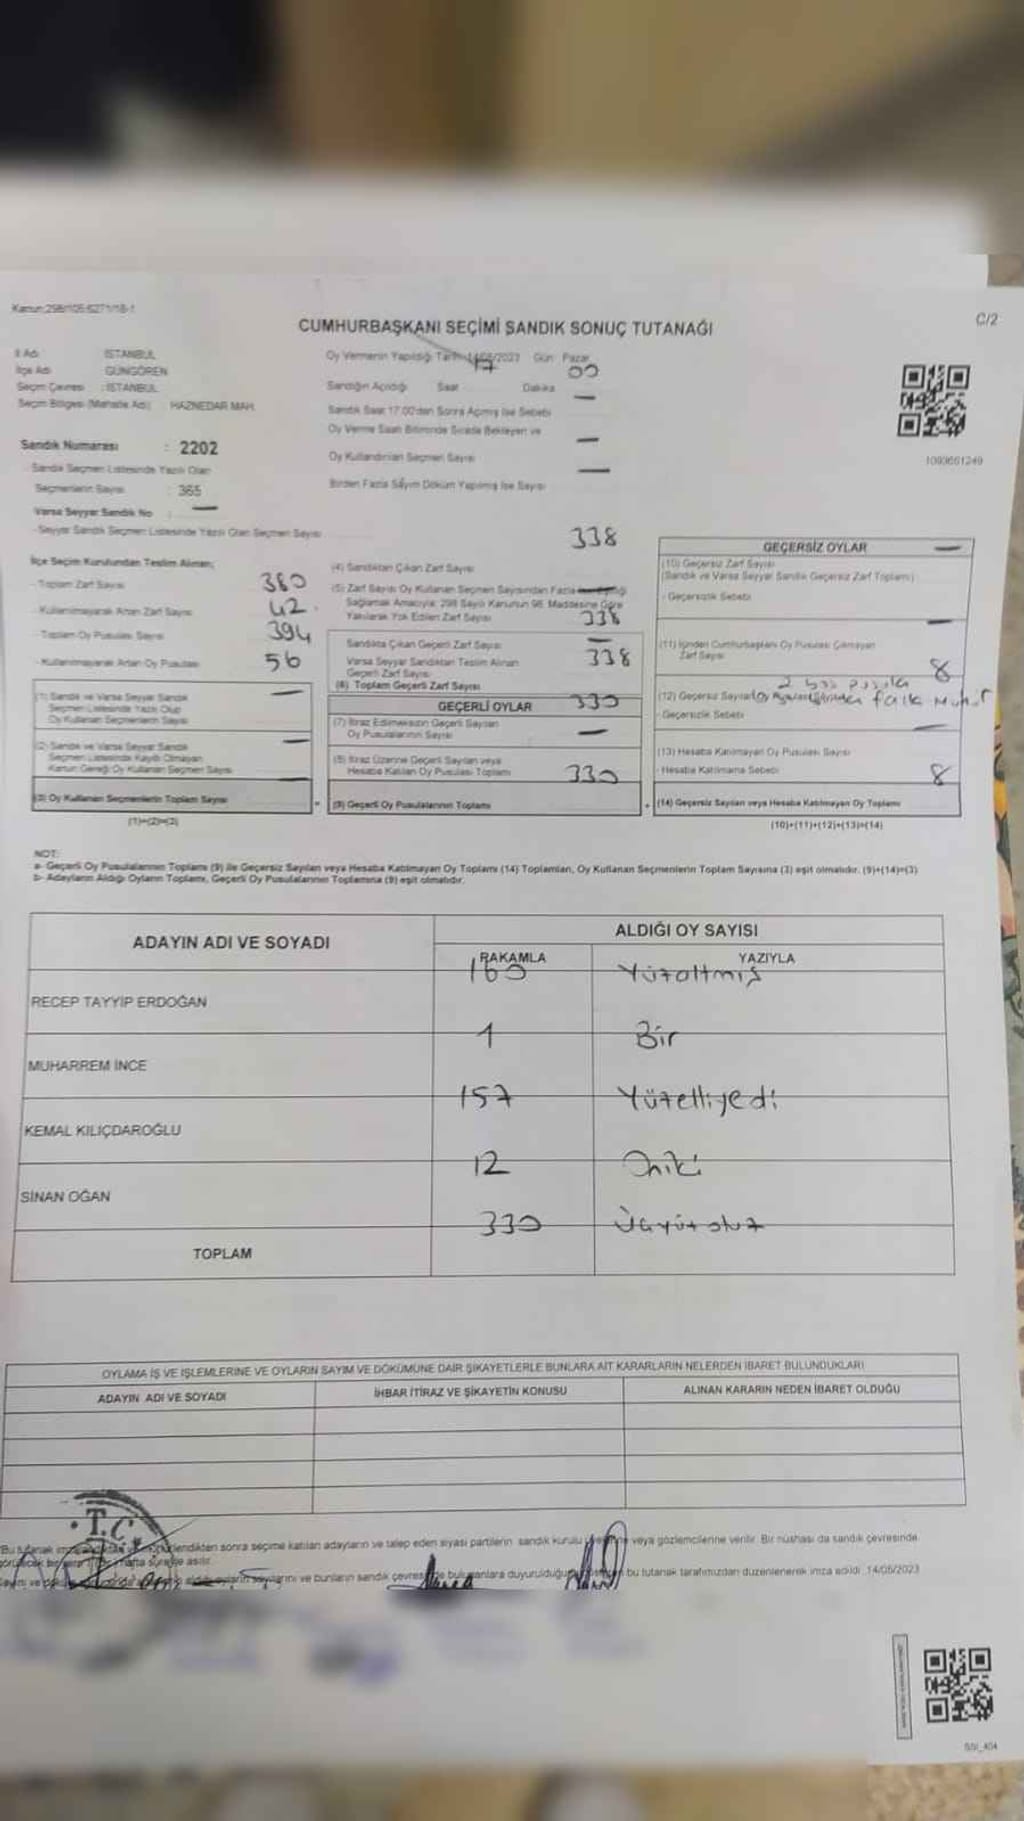 Kanun:298/105-6271/18-1
C/2
CUMHURBAŞKANI SEÇİMİ SANDIK SONUÇ TUTANAĞI
İl Adı : İSTANBUL
İlçe Adı : GÜNGÖREN
Seçim Çevresi : İSTANBUL
Seçim Bölgesi (Mahalle Adı) : HAZNEDAR MAH.
Sandık Numarası : 2202
Sandık Seçmen Listesinde Yazılı Olan
Seçmenlerin Sayısı : 365
Varsa Seyyar Sandık No : —
- Seyyar Sandık Seçmen Listesinde Yazılı Olan Seçmen Sayısı
Oy Vermenin Yapıldığı Tarih 14/05/2023 Gün: Pazar
17 00
Sandığın Açıldığı Saat Dakika
—
Sandık Saat 17:00'dan Sonra Açılmış İse Sebebi
Oy Verme Saati Bitiminde Sırada Bekleyen ve
—
Oy Kullandırılan Seçmen Sayısı
—
Birden Fazla Sayım Döküm Yapılmış İse Sayısı
1093661249
İlçe Seçim Kurulundan Teslim Alınan;
- Toplam Zarf Sayısı 380
- Kullanılmayarak Artan Zarf Sayısı 42
- Toplam Oy Pusulası Sayısı 394
- Kullanılmayarak Artan Oy Pusulası 56
—
(1) Sandık ve Varsa Seyyar Sandık
Seçmen Listesinde Yazılı Olup
Oy Kullanan Seçmenlerin Sayısı
—
(2) Sandık ve Varsa Seyyar Sandık
Seçmen Listesinde Kayıtlı Olmayan
Kanun Gereği Oy Kullanan Seçmen Sayısı
—
(3) Oy Kullanan Seçmenlerin Toplam Sayısı
(1)+(2)=(3)
338
(4) Sandıktan Çıkan Zarf Sayısı
(5) Zarf Sayısı Oy Kullanan Seçmen Sayısından Fazla
Sağlamak Amacıyla; 298 Sayılı Kanunun 98. Maddesine Göre
Yakılarak Yok Edilen Zarf Sayısı
338
Sandıkta Çıkan Geçerli Zarf Sayısı
—
Varsa Seyyar Sandıktan Teslim Alınan
Geçerli Zarf Sayısı
338
(6) Toplam Geçerli Zarf Sayısı
GEÇERLİ OYLAR
330
(7) İtiraz Edilmeksizin Geçerli Sayılan
Oy Pusulalarının Sayısı
—
(8) İtiraz Üzerine Geçerli Sayılan veya
Hesaba Katılan Oy Pusulası Toplamı
330
(9) Geçerli Oy Pusulalarının Toplamı
GEÇERSİZ OYLAR
—
(10) Geçersiz Zarf Sayısı
(Sandık ve Varsa Seyyar Sandık Geçersiz Zarf Toplamı)
- Geçersizlik Sebebi
—
(11) İçinden Cumhurbaşkanı Oy Pusulası Çıkmayan
Zarf Sayısı
8
2 boş pusula
(12) Geçersiz Sayılan Oy fazla Mühür
- Geçersizlik Sebebi
—
(13) Hesaba Katılmayan Oy Pusulası Sayısı
- Hesaba Katılmama Sebebi
8
(14) Geçersiz Sayılan veya Hesaba Katılmayan Oy Toplamı
(10)+(11)+(12)+(13)=(14)
NOT:
a- Geçerli Oy Pusulalarının Toplamı (9) ile Geçersiz Sayılan veya Hesaba Katılmayan Oy Toplamı (14) Toplamları, Oy Kullanan Seçmenlerin Toplam Sayısına (3) eşit olmalıdır. (9)+(14)=(3)
b- Adayların Aldığı Oyların Toplamı, Geçerli Oy Pusulalarının Toplamına (9) eşit olmalıdır.
ADAYIN ADI VE SOYADI
ALDIĞI OY SAYISI
RAKAMLA YAZIYLA
160 Yüzaltmış
RECEP TAYYİP ERDOĞAN
1 Bir
MUHARREM İNCE
157 Yüzelliyedi
KEMAL KILIÇDAROĞLU
12 Oniki
SİNAN OĞAN
330 Üçyüzotuz
TOPLAM
OYLAMA İŞ VE İŞLEMLERİNE VE OYLARIN SAYIM VE DÖKÜMÜNE DAİR ŞİKAYETLERLE BUNLARA AİT KARARLARIN NELERDEN İBARET BULUNDUKLARI
ADAYIN ADI VE SOYADI İHBAR İTİRAZ VE ŞİKAYETİN KONUSU ALINAN KARARIN NEDEN İBARET OLDUĞU
T.C.
Bu tutanak sonra seçime katılan adayların ve talep eden siyasi partilerin sandık kurulu veya gözlemcilerine verilir. Bir nüshası da sandık çevresinde
asılır.
ve bunların sandık bulunanlara bu tutanak tarafımızdan düzenlenerek imza edildi. 14/05/2023
SSI_404